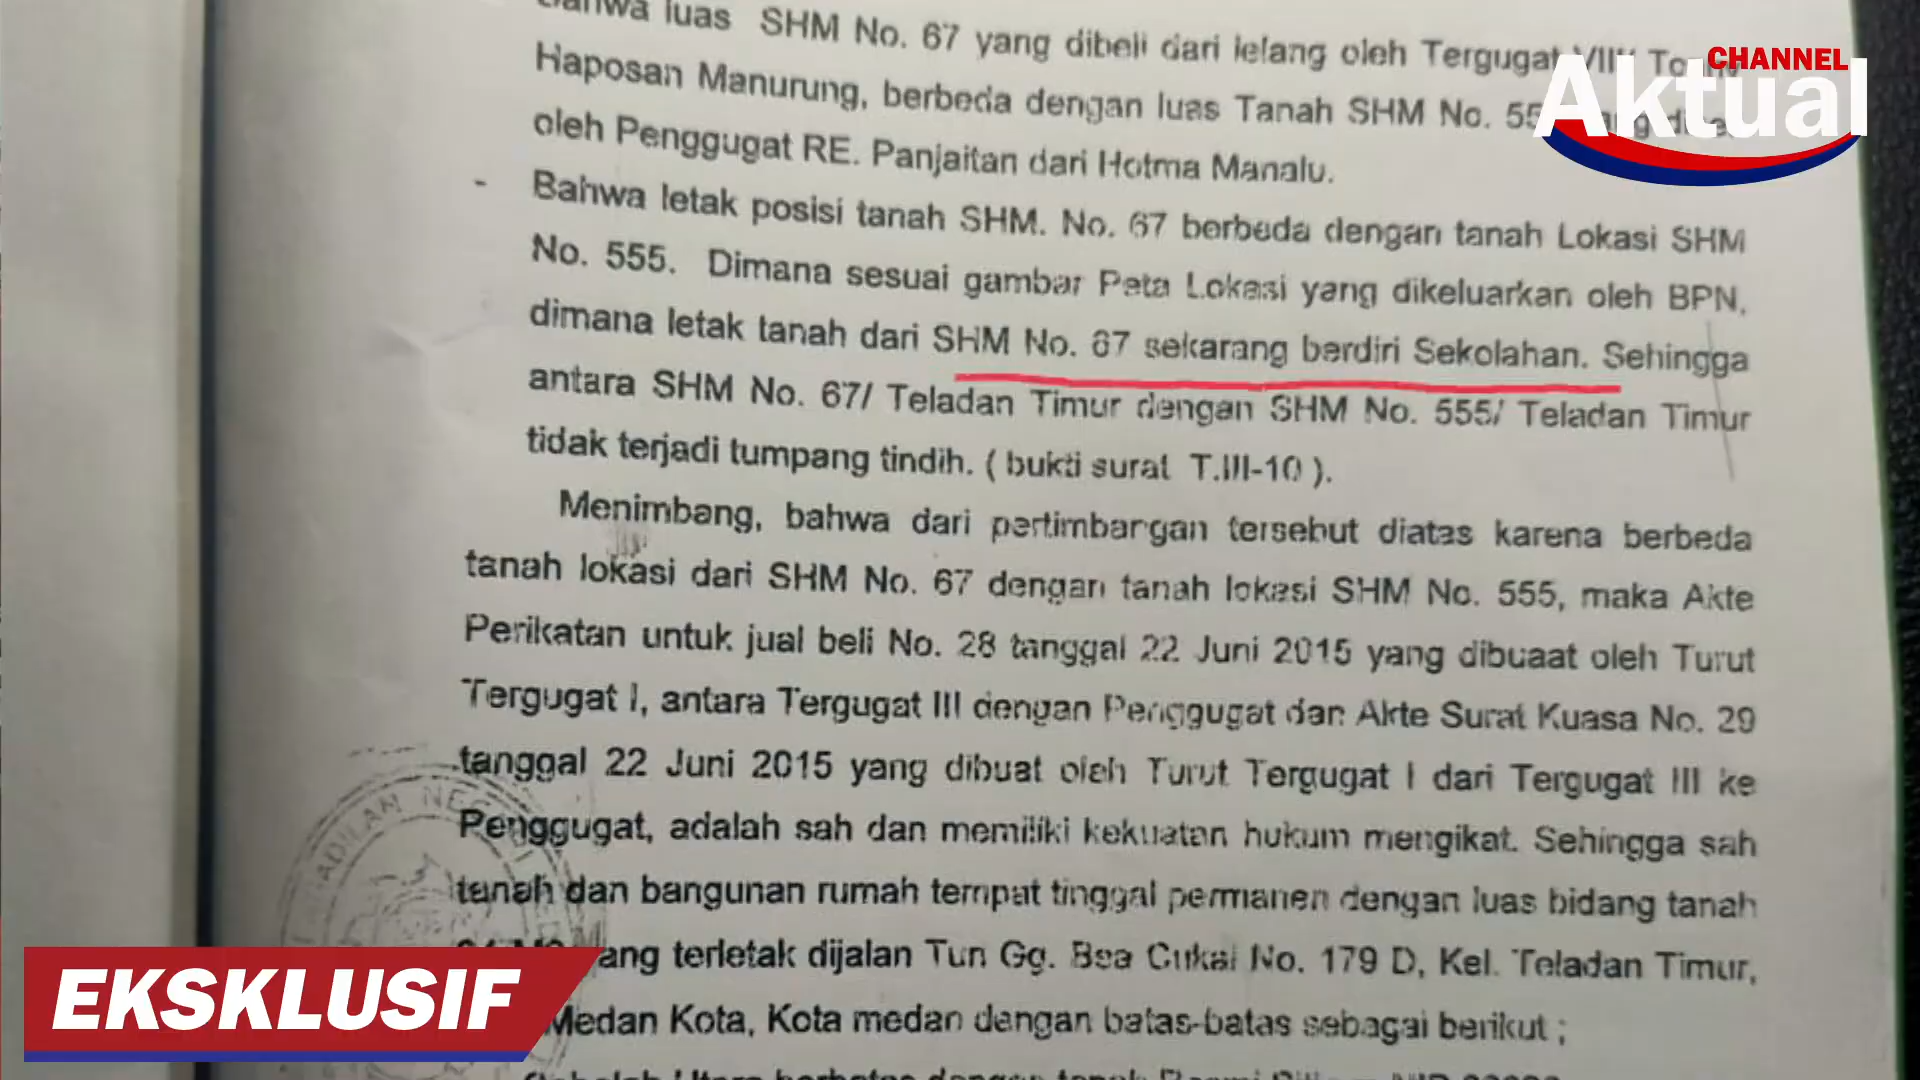 Bahwa luas SHM No. 67 yang dibeli dari lelang oleh Tergugat VIII
Haposan Manurung, berbeda dengan luas Tanah SHM No.
oleh Penggugat RE. Panjaitan dari Hotma Manalu.
- Bahwa letak posisi tanah SHM. No. 67 berbeda dengan tanah Lokasi SHM
No. 555. Dimana sesuai gambar Peta Lokasi yang dikeluarkan oleh BPN,
dimana letak tanah dari SHM No. 67 sekarang berdiri Sekolahan. Sehingga
antara SHM No. 67/ Teladan Timur dengan SHM No. 555/ Teladan Timur
tidak terjadi tumpang tindih. ( bukti surat T.III-10 ).
Menimbang, bahwa dari pertimbangan tersebut diatas karena berbeda
tanah lokasi dari SHM No. 67 dengan tanah lokasi SHM No. 555, maka Akte
Perikatan untuk jual beli No. 28 tanggal 22 Juni 2015 yang dibuaat oleh Turut
Tergugat I, antara Tergugat III dengan Penggugat dan Akte Surat Kuasa No. 29
tanggal 22 Juni 2015 yang dibuat oleh Turut Tergugat I dari Tergugat III ke
Penggugat, adalah sah dan memiliki kekuatan hukum mengikat. Sehingga sah
tanah dan bangunan rumah tempat tinggal permanen dengan luas bidang tanah
yang terletak dijalan Tun Gg. Bea Cukai No. 179 D, Kel. Teladan Timur,
Medan Kota, Kota medan dengan batas-batas sebagai berikut ;
CHANNEL
Aktual
EKSKLUSIF